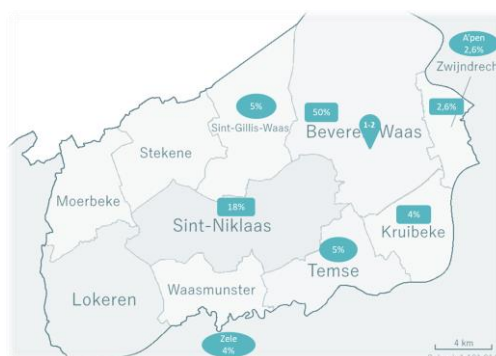 A'pen
2,6%
Zwijndrecht
5%
Sint-Gillis-Waas
50%
1-2
2,6%
Beveren-Waas
Stekene
Moerbeke
18%
Sint-Niklaas
4%
Kruibeke
5%
Temse
Lokeren
Waasmunster
Zele
4%
4 km